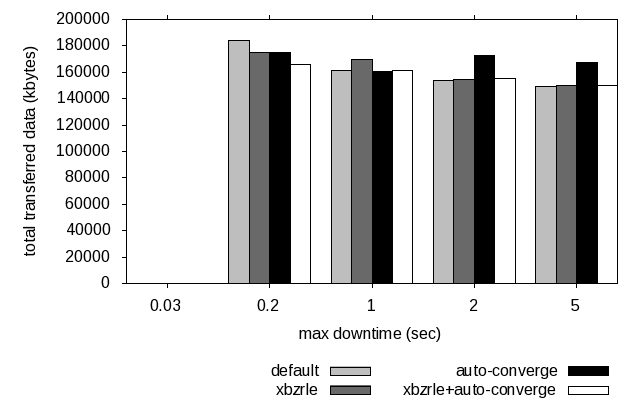 200000
180000
160000
140000
120000
100000
80000
60000
40000
20000
0
total transferred data (kbytes)
0.03 0.2 1 2 5
max downtime (sec)
default auto-converge
xbzrle xbzrle+auto-converge